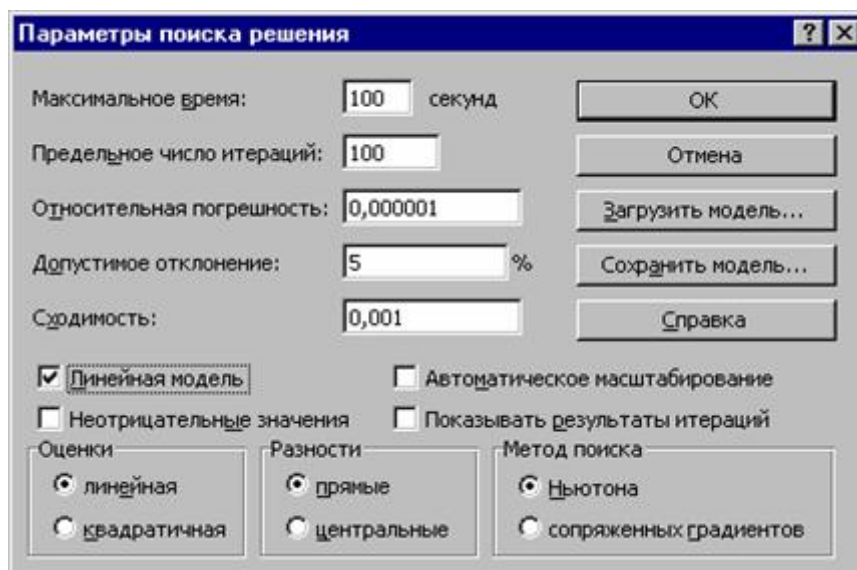 Параметры поиска решения
Максимальное время: 100 секунд
ОК
Предельное число итераций: 100
Отмена
Относительная погрешность: 0,000001
Загрузить модель...
Допустимое отклонение: 5 %
Сохранить модель...
Сходимость: 0,001
Справка
Линейная модель
Автоматическое масштабирование
Неотрицательные значения
Показывать результаты итераций
Оценки
линейная
квадратичная
Разности
прямые
центральные
Метод поиска
Ньютона
сопряженных градиентов